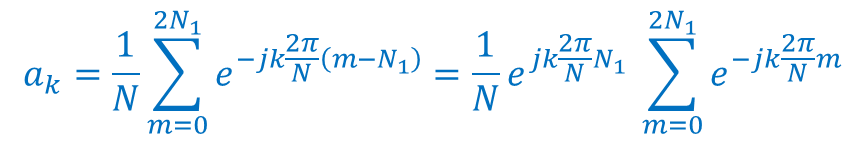 a_k = \frac{1}{N} \sum_{m=0}^{2N_1} e^{-jk\frac{2\pi}{N}(m-N_1)} = \frac{1}{N} e^{jk\frac{2\pi}{N}N_1} \sum_{m=0}^{2N_1} e^{-jk\frac{2\pi}{N}m}